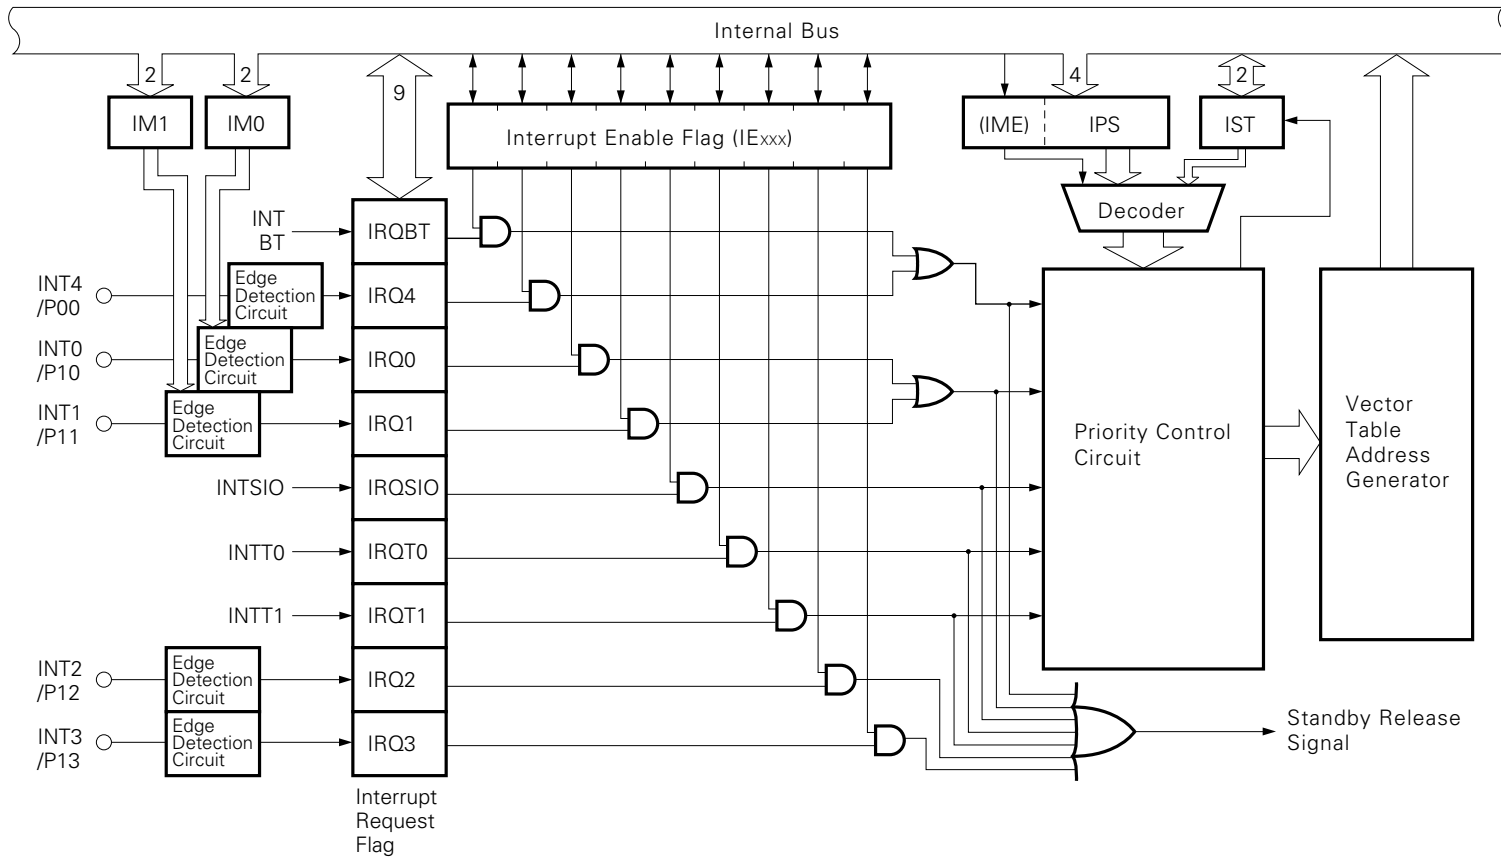 Internal Bus
2
2
9
4
2
IM1
IM0
Interrupt Enable Flag (IExxx)
(IME)
IPS
IST
Decoder
INT
BT
IRQBT
INT4
/P00
Edge
Detection
Circuit
IRQ4
INT0
/P10
Edge
Detection
Circuit
IRQ0
INT1
/P11
Edge
Detection
Circuit
IRQ1
INTSIO
IRQSIO
INTT0
IRQT0
INTT1
IRQT1
INT2
/P12
Edge
Detection
Circuit
IRQ2
INT3
/P13
Edge
Detection
Circuit
IRQ3
Interrupt
Request
Flag
Priority Control
Circuit
Vector
Table
Address
Generator
Standby Release
Signal